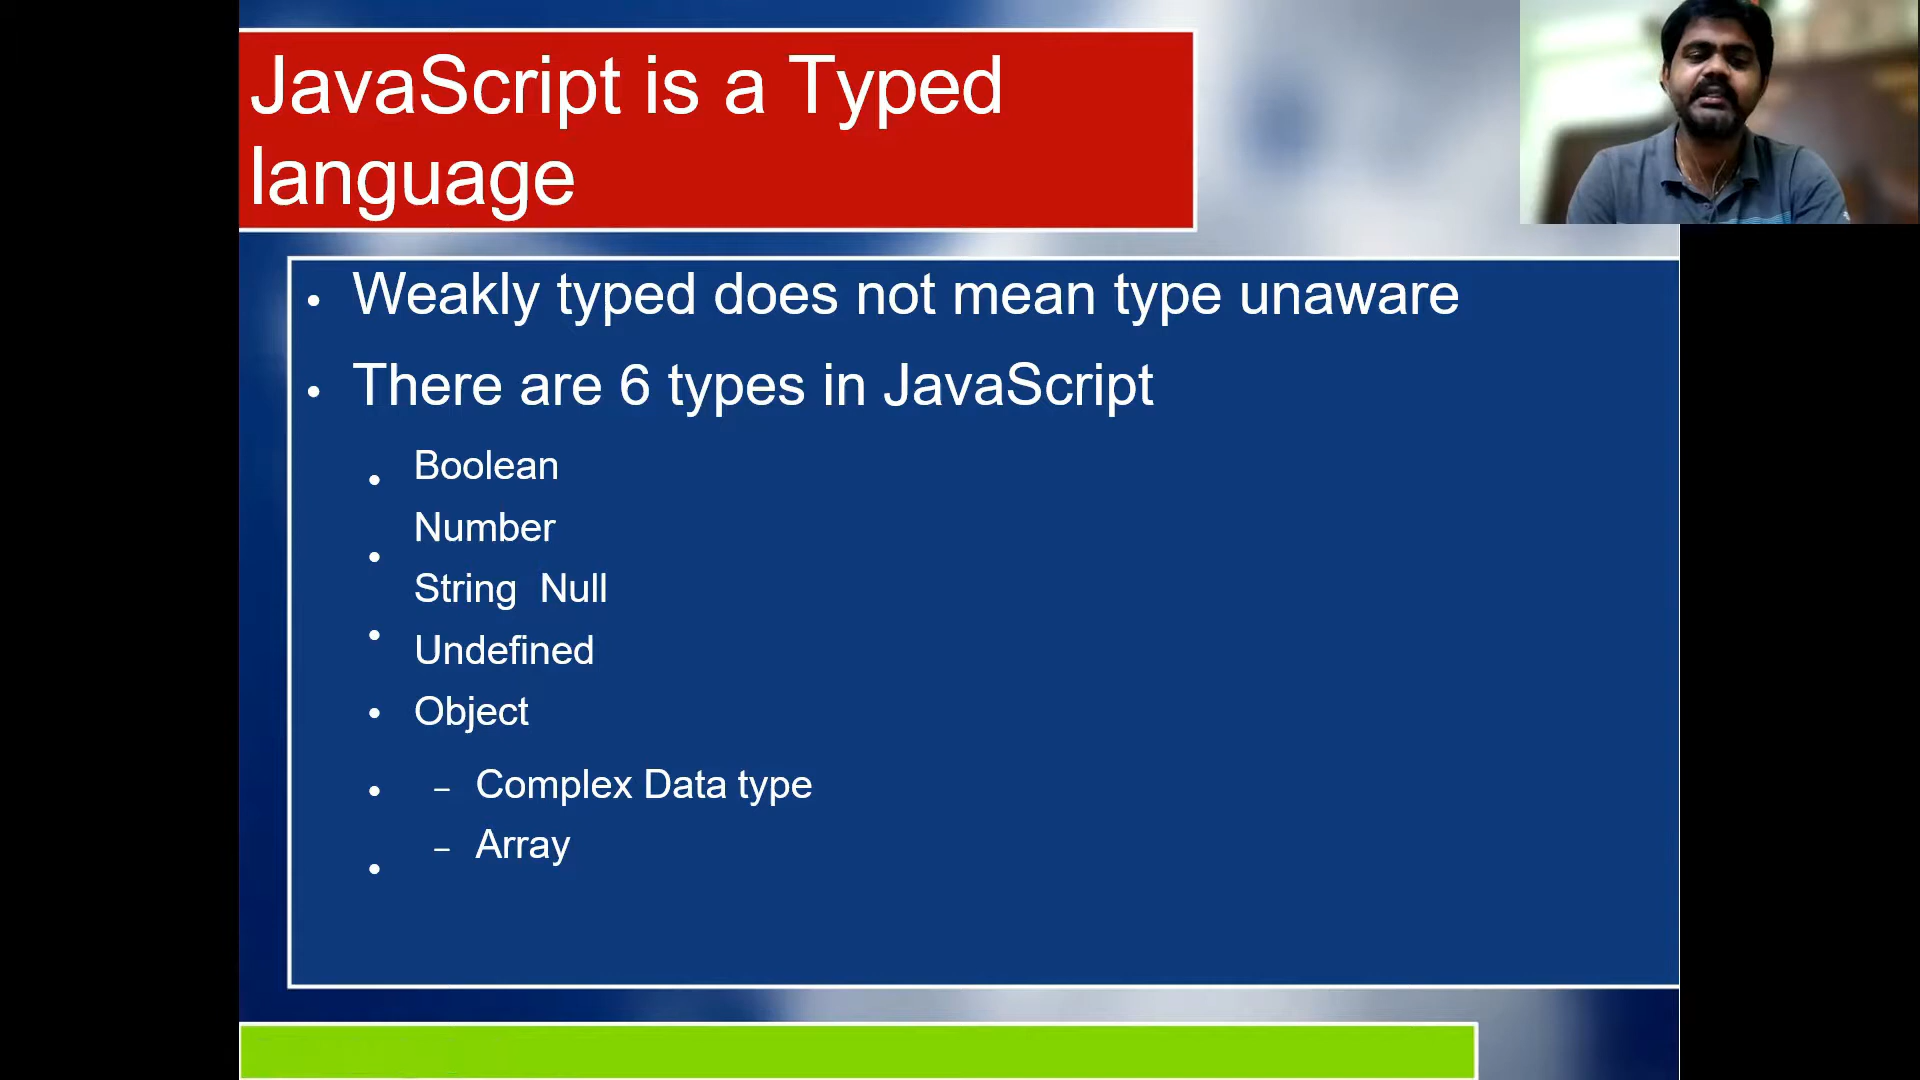 JavaScript is a Typed
language
• Weakly typed does not mean type unaware
• There are 6 types in JavaScript
• Boolean
• Number
String Null
• Undefined
• Object
• – Complex Data type
• – Array